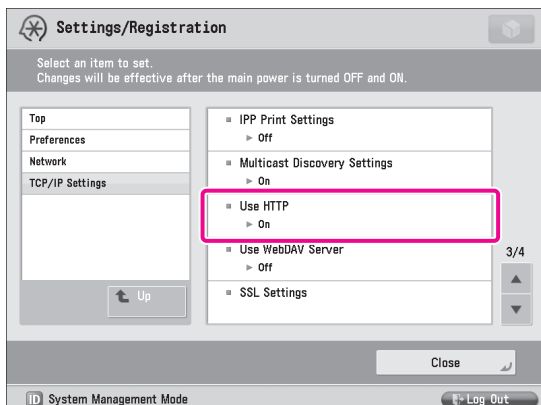 Settings/Registration
Select an item to set.
Changes will be effective after the main power is turned OFF and ON.
Top
Preferences
Network
TCP/IP Settings
Up
IPP Print Settings
► Off
Multicast Discovery Settings
► On
Use HTTP
► On
Use WebDAV Server
► Off
SSL Settings
3/4
Close
ID System Management Mode
Log Out